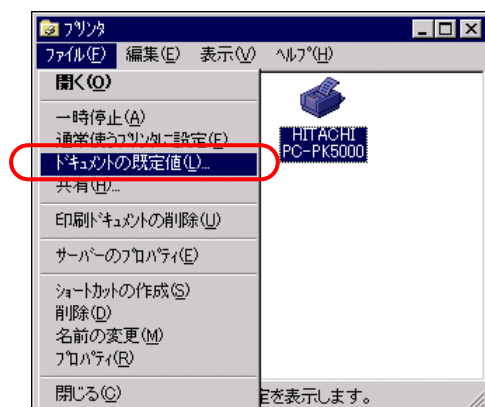 プリンタ
ファイル(F) 編集(E) 表示(V) ヘルプ(H)
開く(O)
一時停止(A)
通常使うプリンタに設定(F)
ドキュメントの既定値(L)...
共有(H)...
印刷ドキュメントの削除(U)
サーバーのプロパティ(E)
ショートカットの作成(S)
削除(D)
名前の変更(M)
プロパティ(R)
閉じる(C)
HITACHI
PC-PK5000
定を表示します。